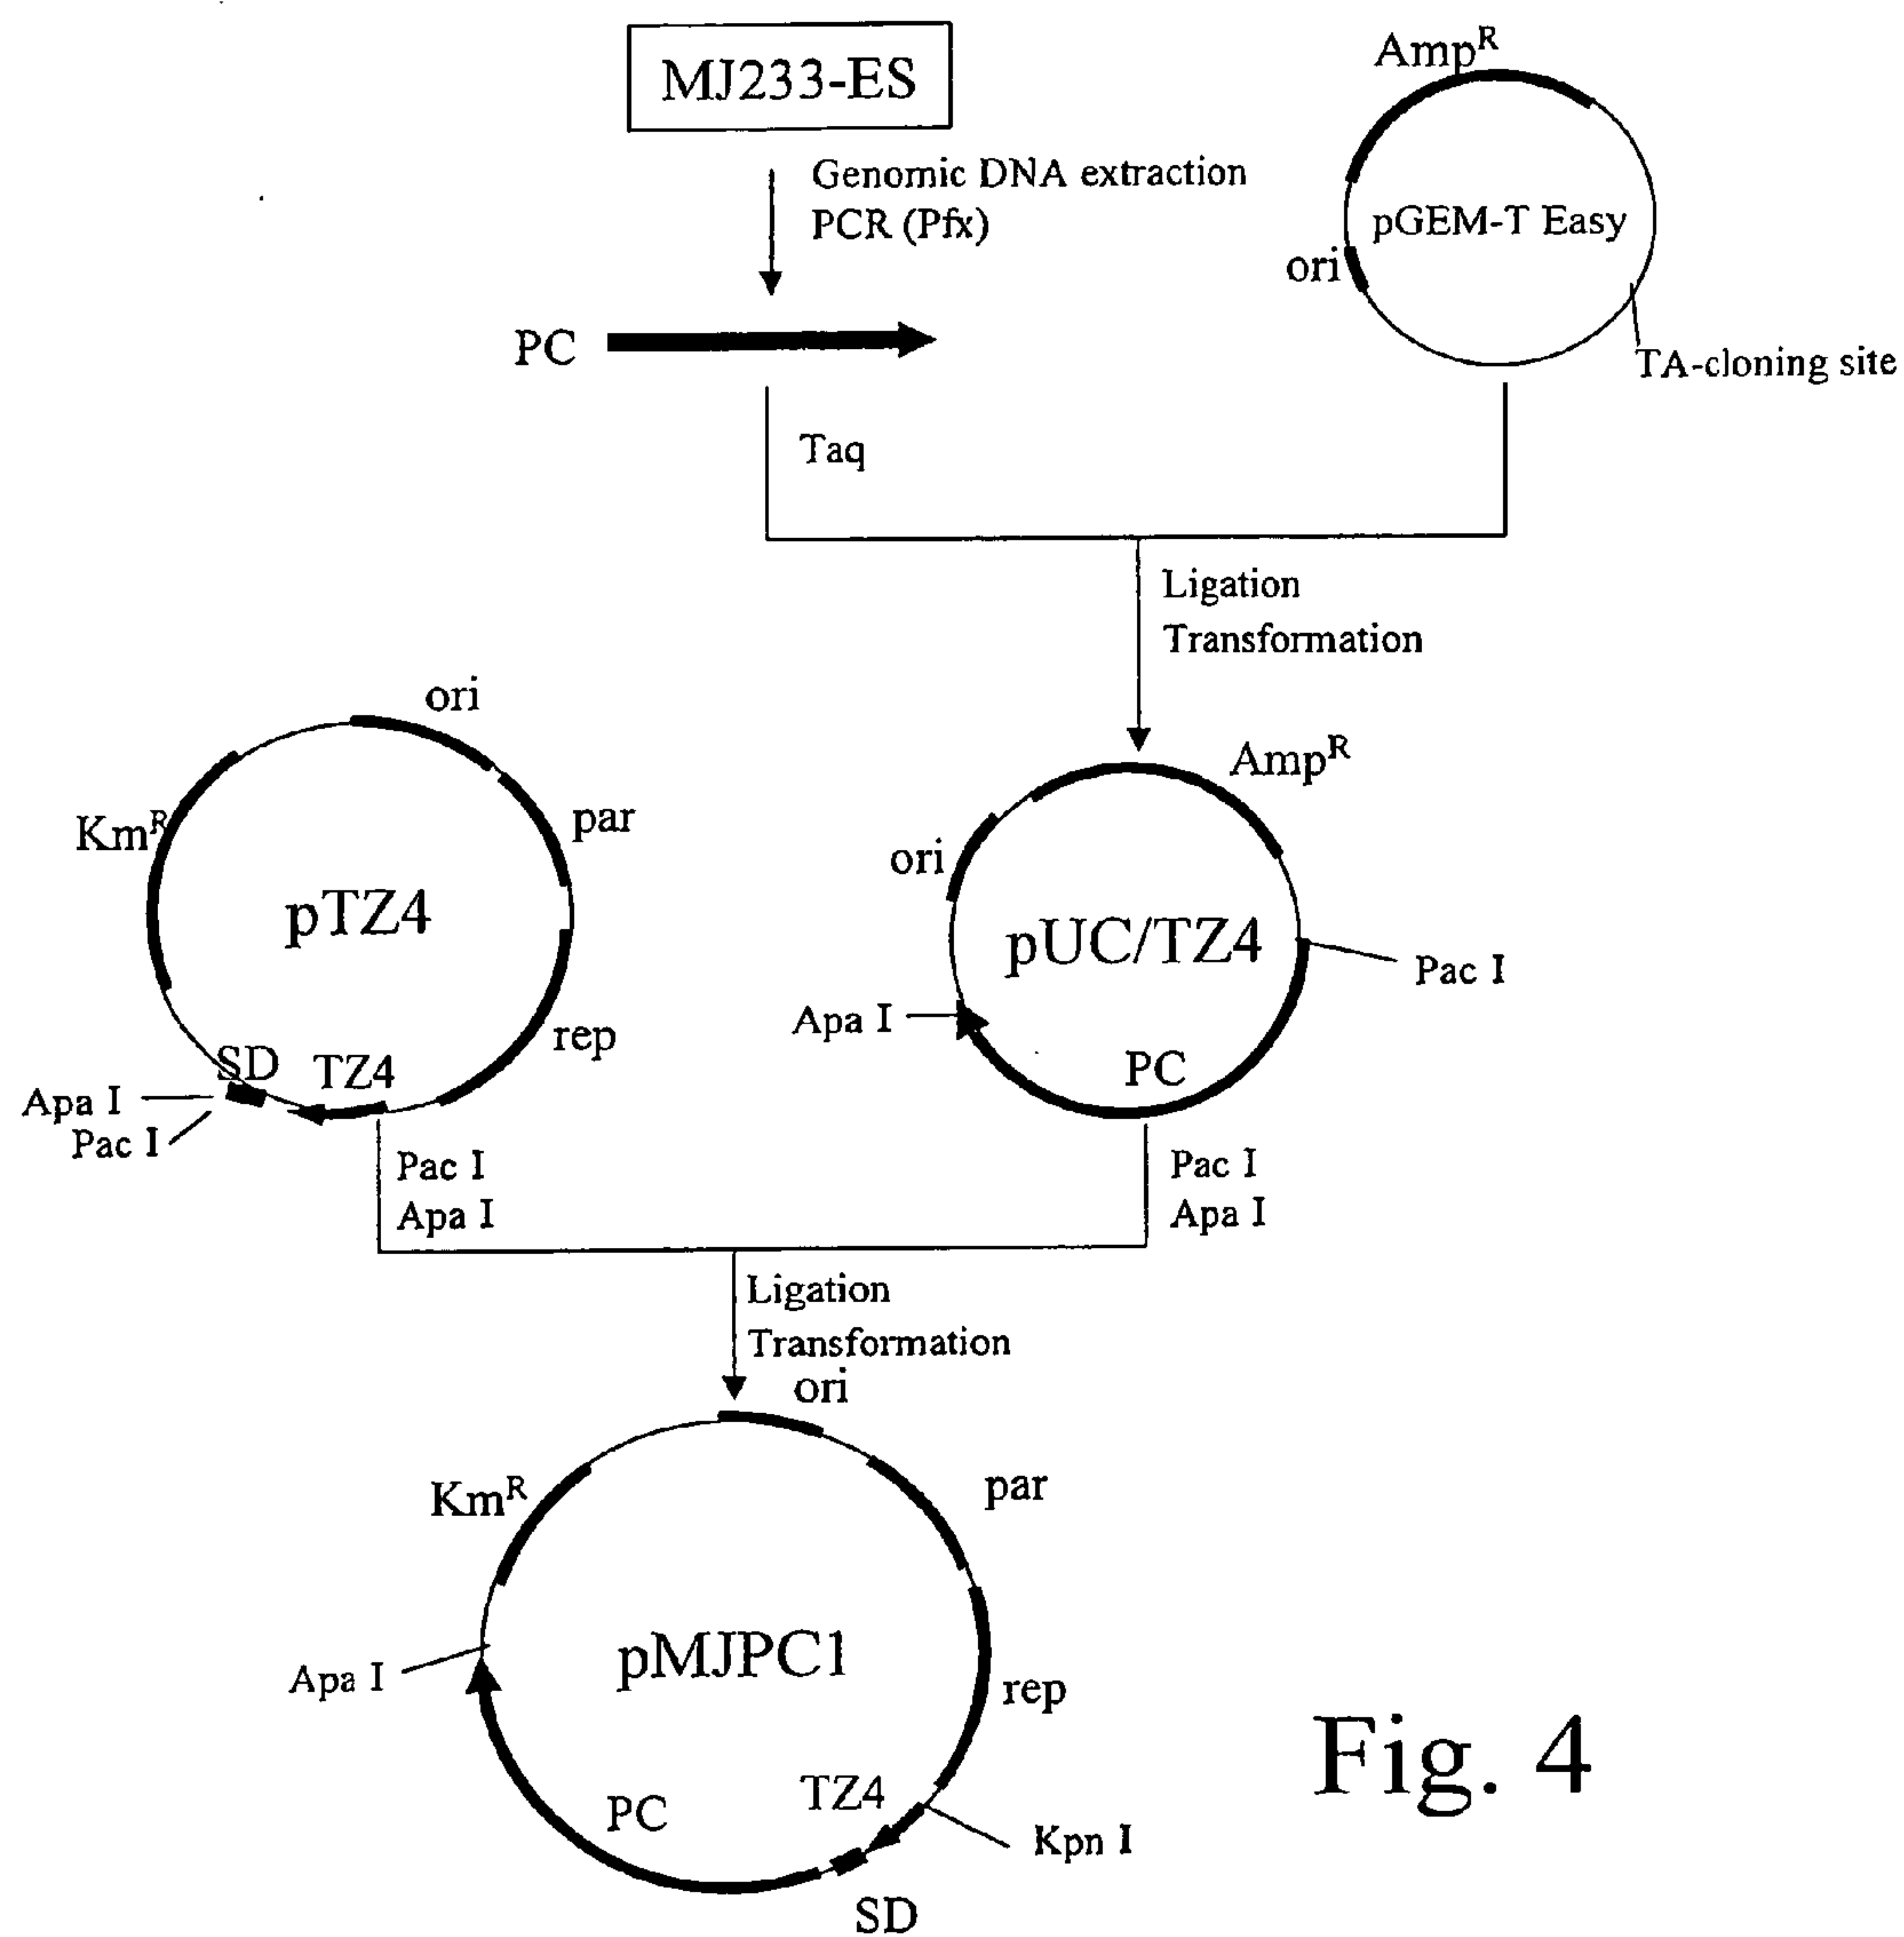 MJ233-ES
Amp^R
Genomic DNA extraction
PCR (Pfx)
pGEM-T Easy
ori
PC
TA-cloning site
Taq
Ligation
Transformation
ori
Km^R
par
pTZ4
rep
SD
TZ4
Apa I
Pac I
Amp^R
ori
pUC/TZ4
Pac I
Apa I
PC
Pac I
Apa I
Pac I
Apa I
Ligation
Transformation
ori
Km^R
par
pMJPC1
Apa I
rep
TZ4
PC
Kpn I
SD
Fig. 4